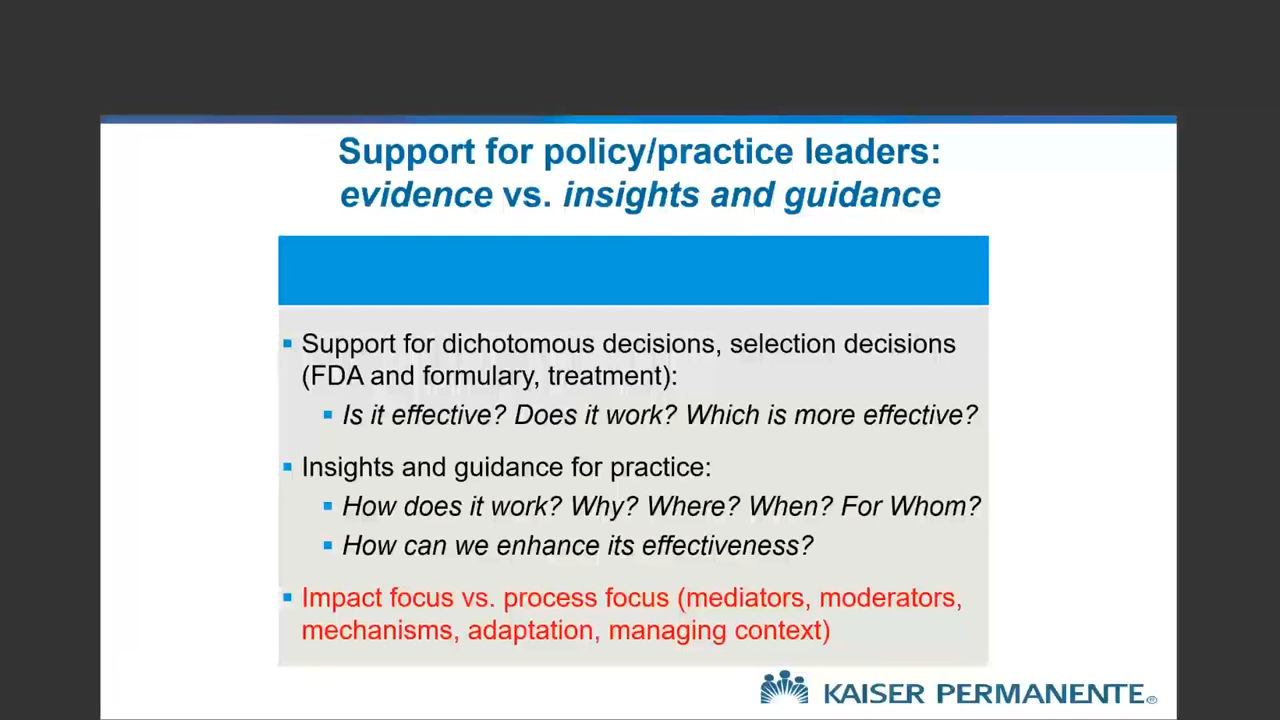 Support for policy/practice leaders:
evidence vs. insights and guidance
▪ Support for dichotomous decisions, selection decisions
(FDA and formulary, treatment):
▪ Is it effective? Does it work? Which is more effective?
▪ Insights and guidance for practice:
▪ How does it work? Why? Where? When? For Whom?
▪ How can we enhance its effectiveness?
▪ Impact focus vs. process focus (mediators, moderators,
mechanisms, adaptation, managing context)
KAISER PERMANENTE®